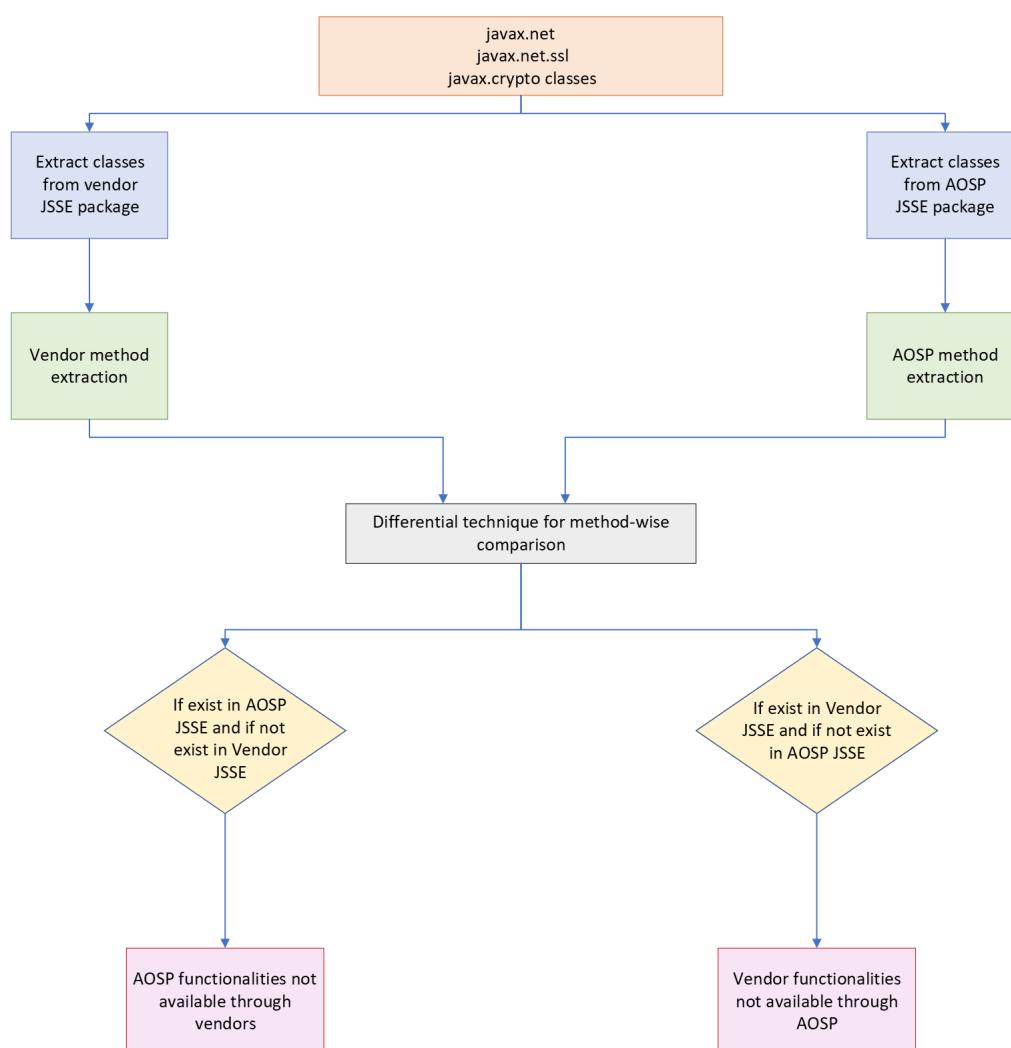 javax.net
javax.net.ssl
javax.crypto classes
Extract classes
from vendor
JSSE package
Extract classes
from AOSP
JSSE package
Vendor method
extraction
AOSP method
extraction
Differential technique for method-wise
comparison
If exist in AOSP
JSSE and if not
exist in Vendor
JSSE
If exist in Vendor
JSSE and if not exist
in AOSP JSSE
AOSP functionalities not
available through
vendors
Vendor functionalities
not available through
AOSP